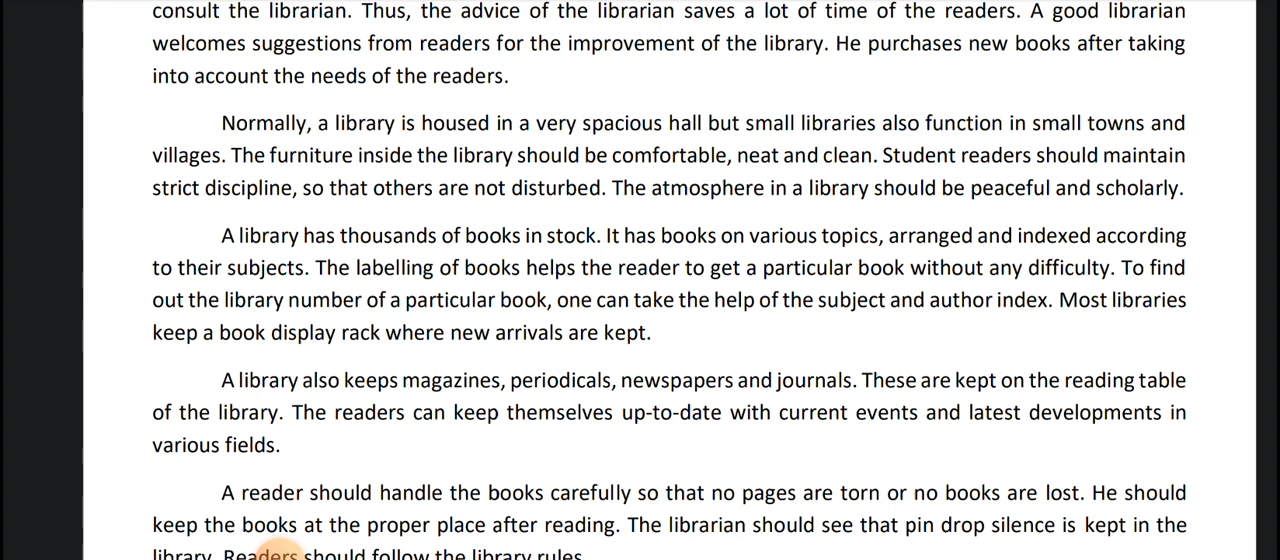 consult the librarian. Thus, the advice of the librarian saves a lot of time of the readers. A good librarian
welcomes suggestions from readers for the improvement of the library. He purchases new books after taking
into account the needs of the readers.
Normally, a library is housed in a very spacious hall but small libraries also function in small towns and
villages. The furniture inside the library should be comfortable, neat and clean. Student readers should maintain
strict discipline, so that others are not disturbed. The atmosphere in a library should be peaceful and scholarly.
A library has thousands of books in stock. It has books on various topics, arranged and indexed according
to their subjects. The labelling of books helps the reader to get a particular book without any difficulty. To find
out the library number of a particular book, one can take the help of the subject and author index. Most libraries
keep a book display rack where new arrivals are kept.
A library also keeps magazines, periodicals, newspapers and journals. These are kept on the reading table
of the library. The readers can keep themselves up-to-date with current events and latest developments in
various fields.
A reader should handle the books carefully so that no pages are torn or no books are lost. He should
keep the books at the proper place after reading. The librarian should see that pin drop silence is kept in the
library. Readers should follow the library rules.